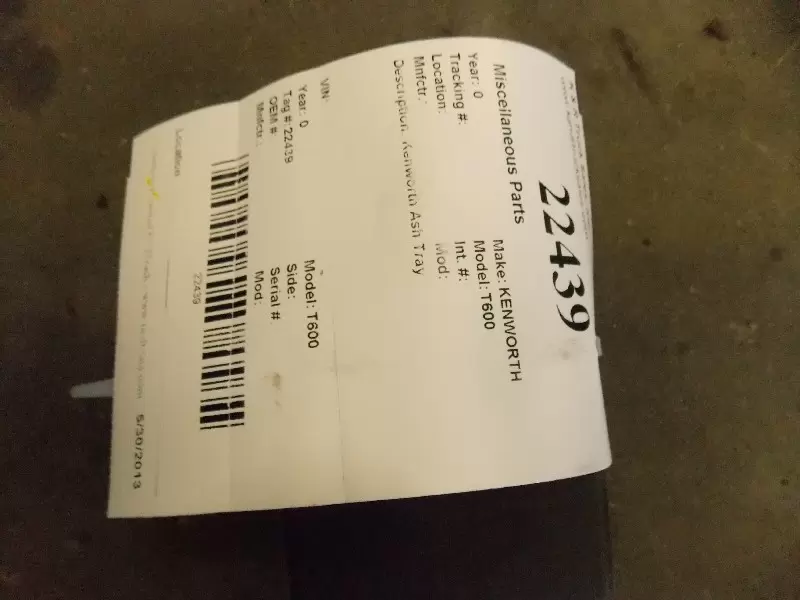 22439
Miscellaneous Parts
Make: KENWORTH
Year: 0
Model: T600
Tracking #:
Int. #:
Location:
Mod:
Mnfctr.:
Description: Kenworth Ash Tray
VIN:
Year: 0
Model: T600
Tag #: 22439
Side:
OEM #
Serial #
Mnfctr.:
Mod:
22439
Location
5/30/2013